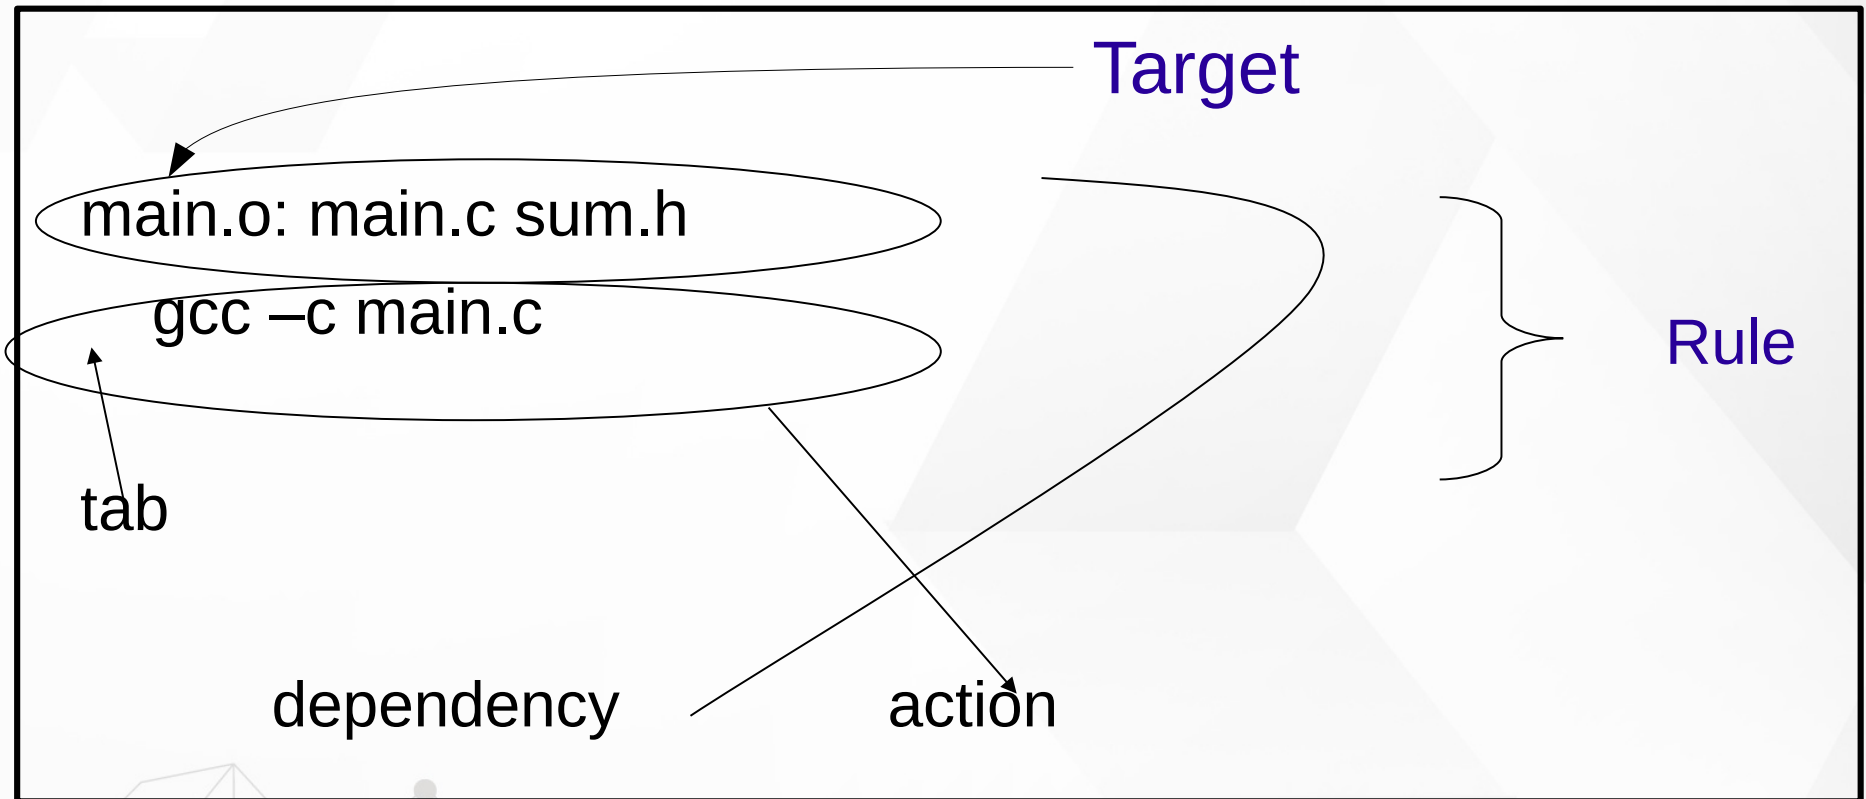 Target
main.o: main.c sum.h
gcc –c main.c
Rule
tab
dependency
action